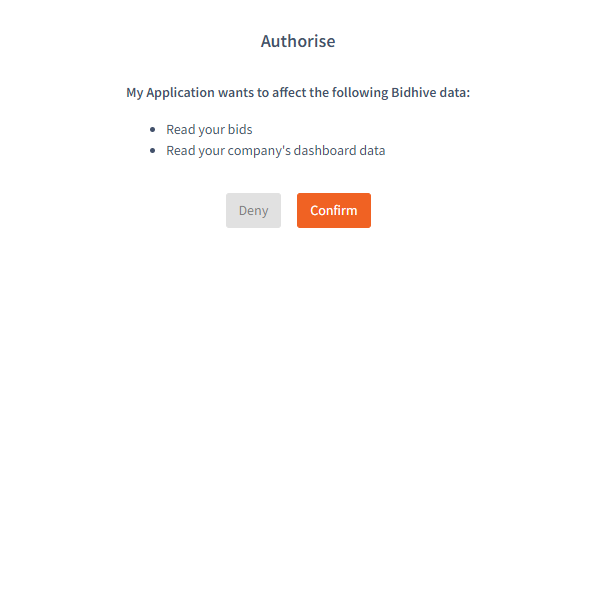 Authorise
My Application wants to affect the following Bidhive data:
Read your bids
Read your company's dashboard data
Deny Confirm